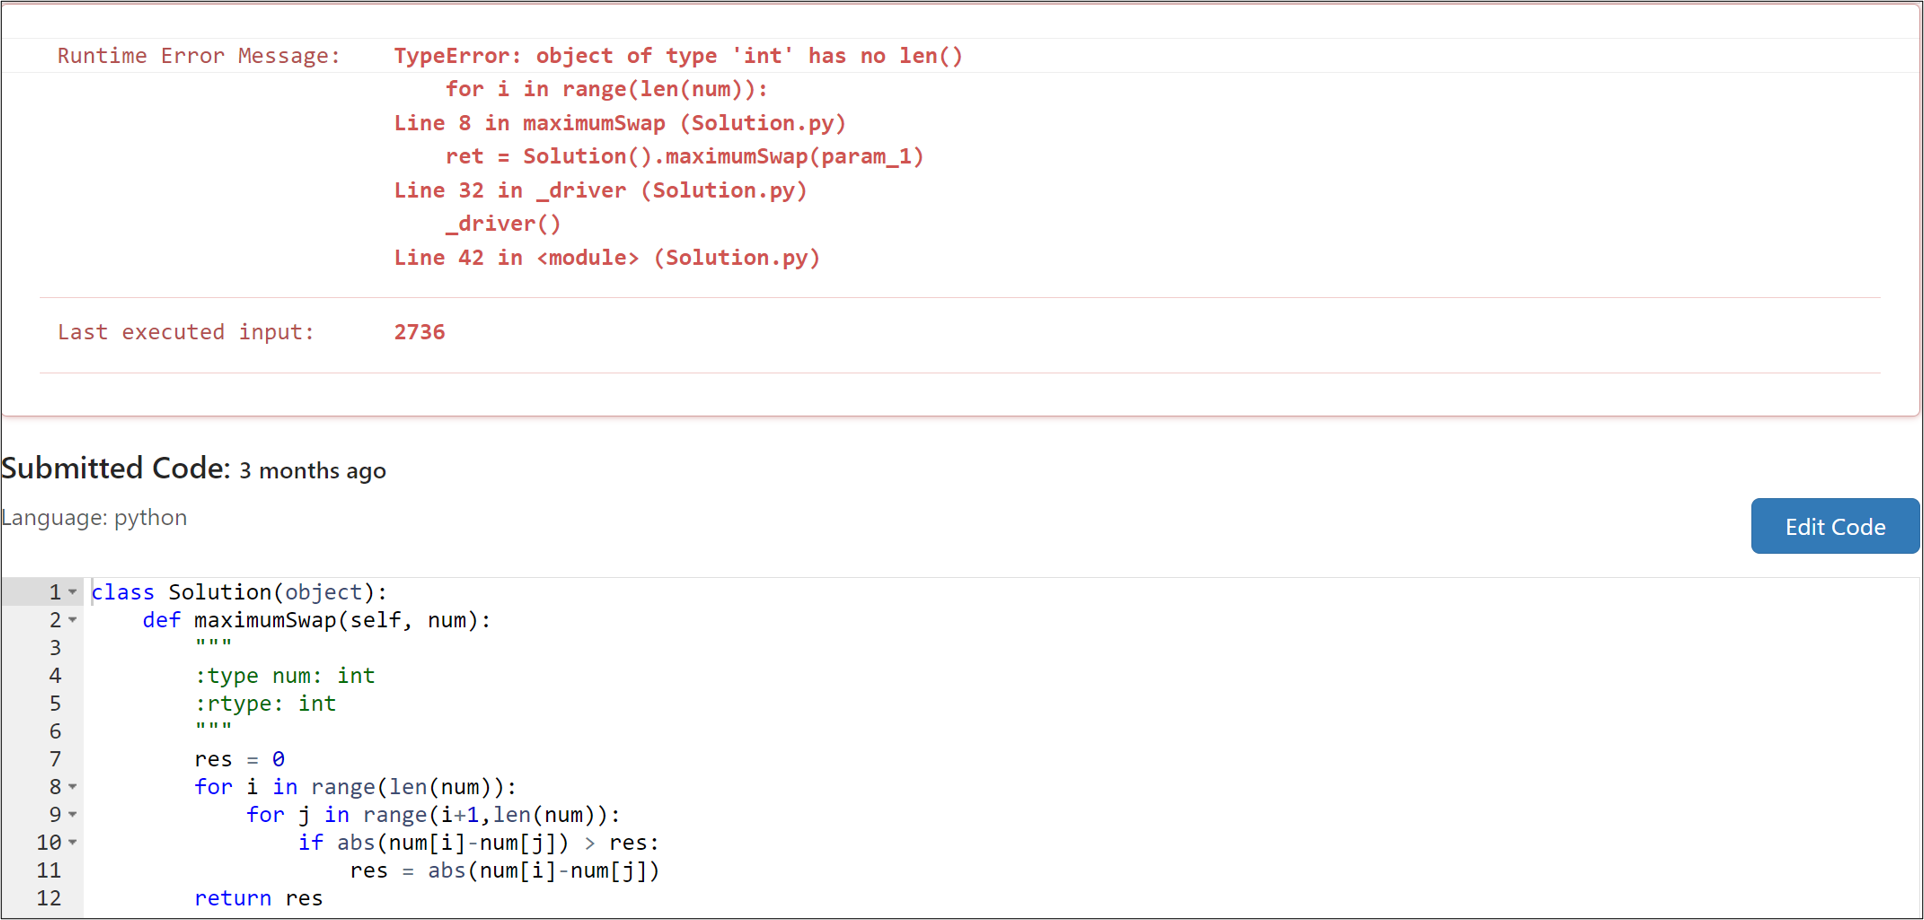 Runtime Error Message: TypeError: object of type 'int' has no len()
for i in range(len(num)):
Line 8 in maximumSwap (Solution.py)
ret = Solution().maximumSwap(param_1)
Line 32 in _driver (Solution.py)
_driver()
Line 42 in <module> (Solution.py)
Last executed input: 2736
Submitted Code: 3 months ago
Language: python
Edit Code
1 class Solution(object):
2     def maximumSwap(self, num):
3         """
4         :type num: int
5         :rtype: int
6         """
7         res = 0
8         for i in range(len(num)):
9             for j in range(i+1,len(num)):
10                 if abs(num[i]-num[j]) > res:
11                     res = abs(num[i]-num[j])
12         return res